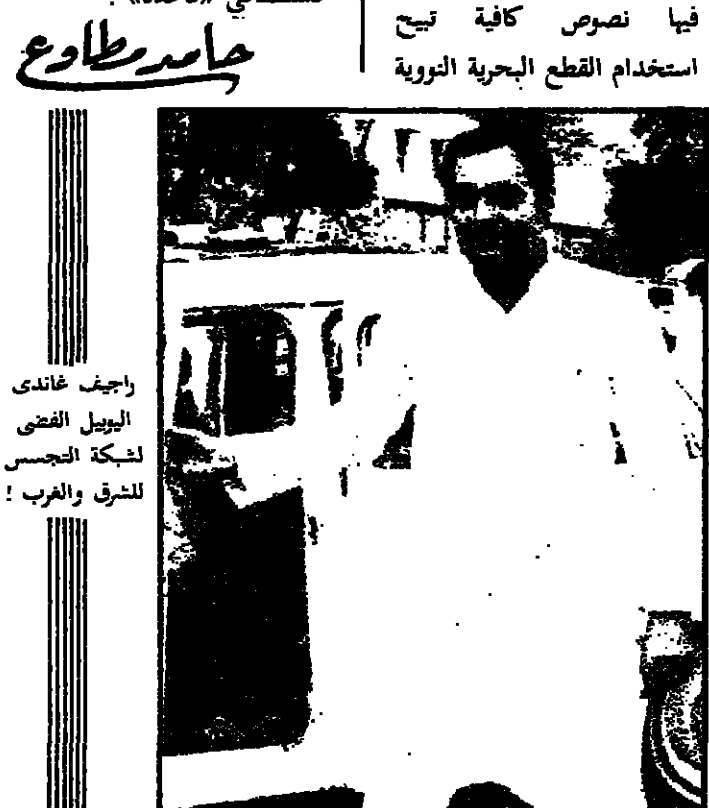 فيها نصوص كافية تبيح
استخدام القطع البحرية النووية
حامد مطاوع
راجيف غاندى
اليوبيل الفضى
لشبكة التجسس
للشرق والغرب !